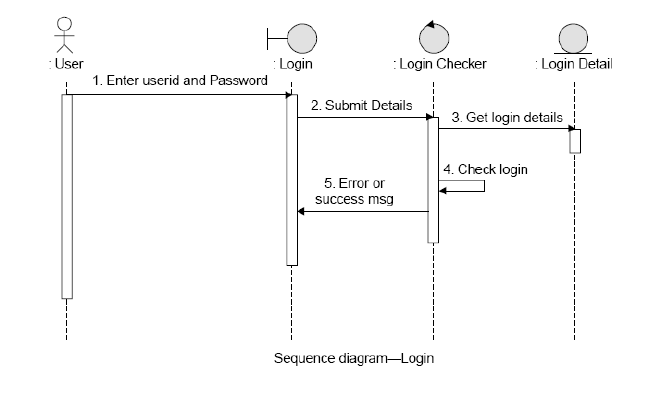 : User
: Login
: Login Checker
: Login Detail
1. Enter userid and Password
2. Submit Details
3. Get login details
4. Check login
5. Error or
success msg
Sequence diagram—Login